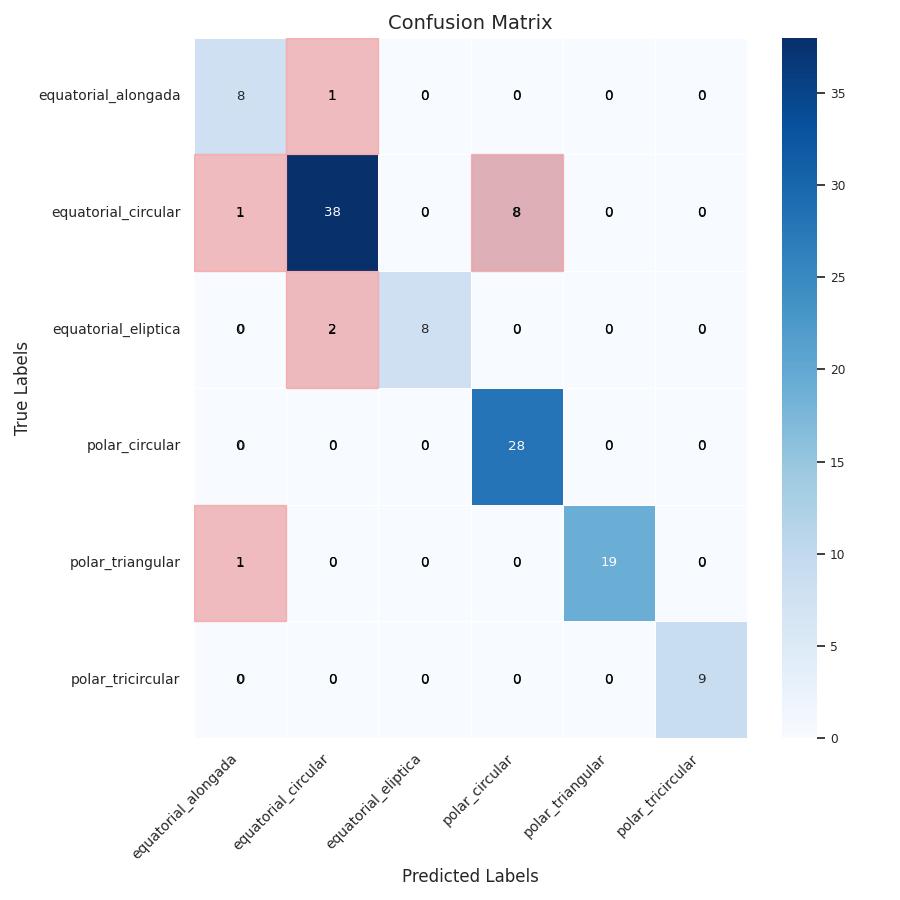 Confusion Matrix
equatorial_alongada 8 1 0 0 0 0
equatorial_circular 1 38 0 8 0 0
equatorial_eliptica 0 2 8 0 0 0
polar_circular 0 0 0 28 0 0
polar_triangular 1 0 0 0 19 0
polar_tricircular 0 0 0 0 0 9
True Labels
equatorial_alongada equatorial_circular equatorial_eliptica polar_circular polar_triangular polar_tricircular
Predicted Labels
35
30
25
20
15
10
5
0